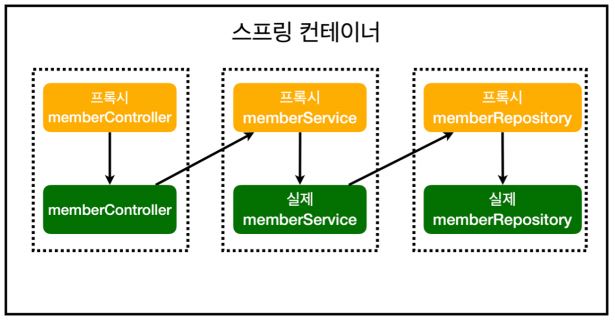 스프링 컨테이너
프록시
memberController
프록시
memberService
프록시
memberRepository
memberController
실제
memberService
실제
memberRepository